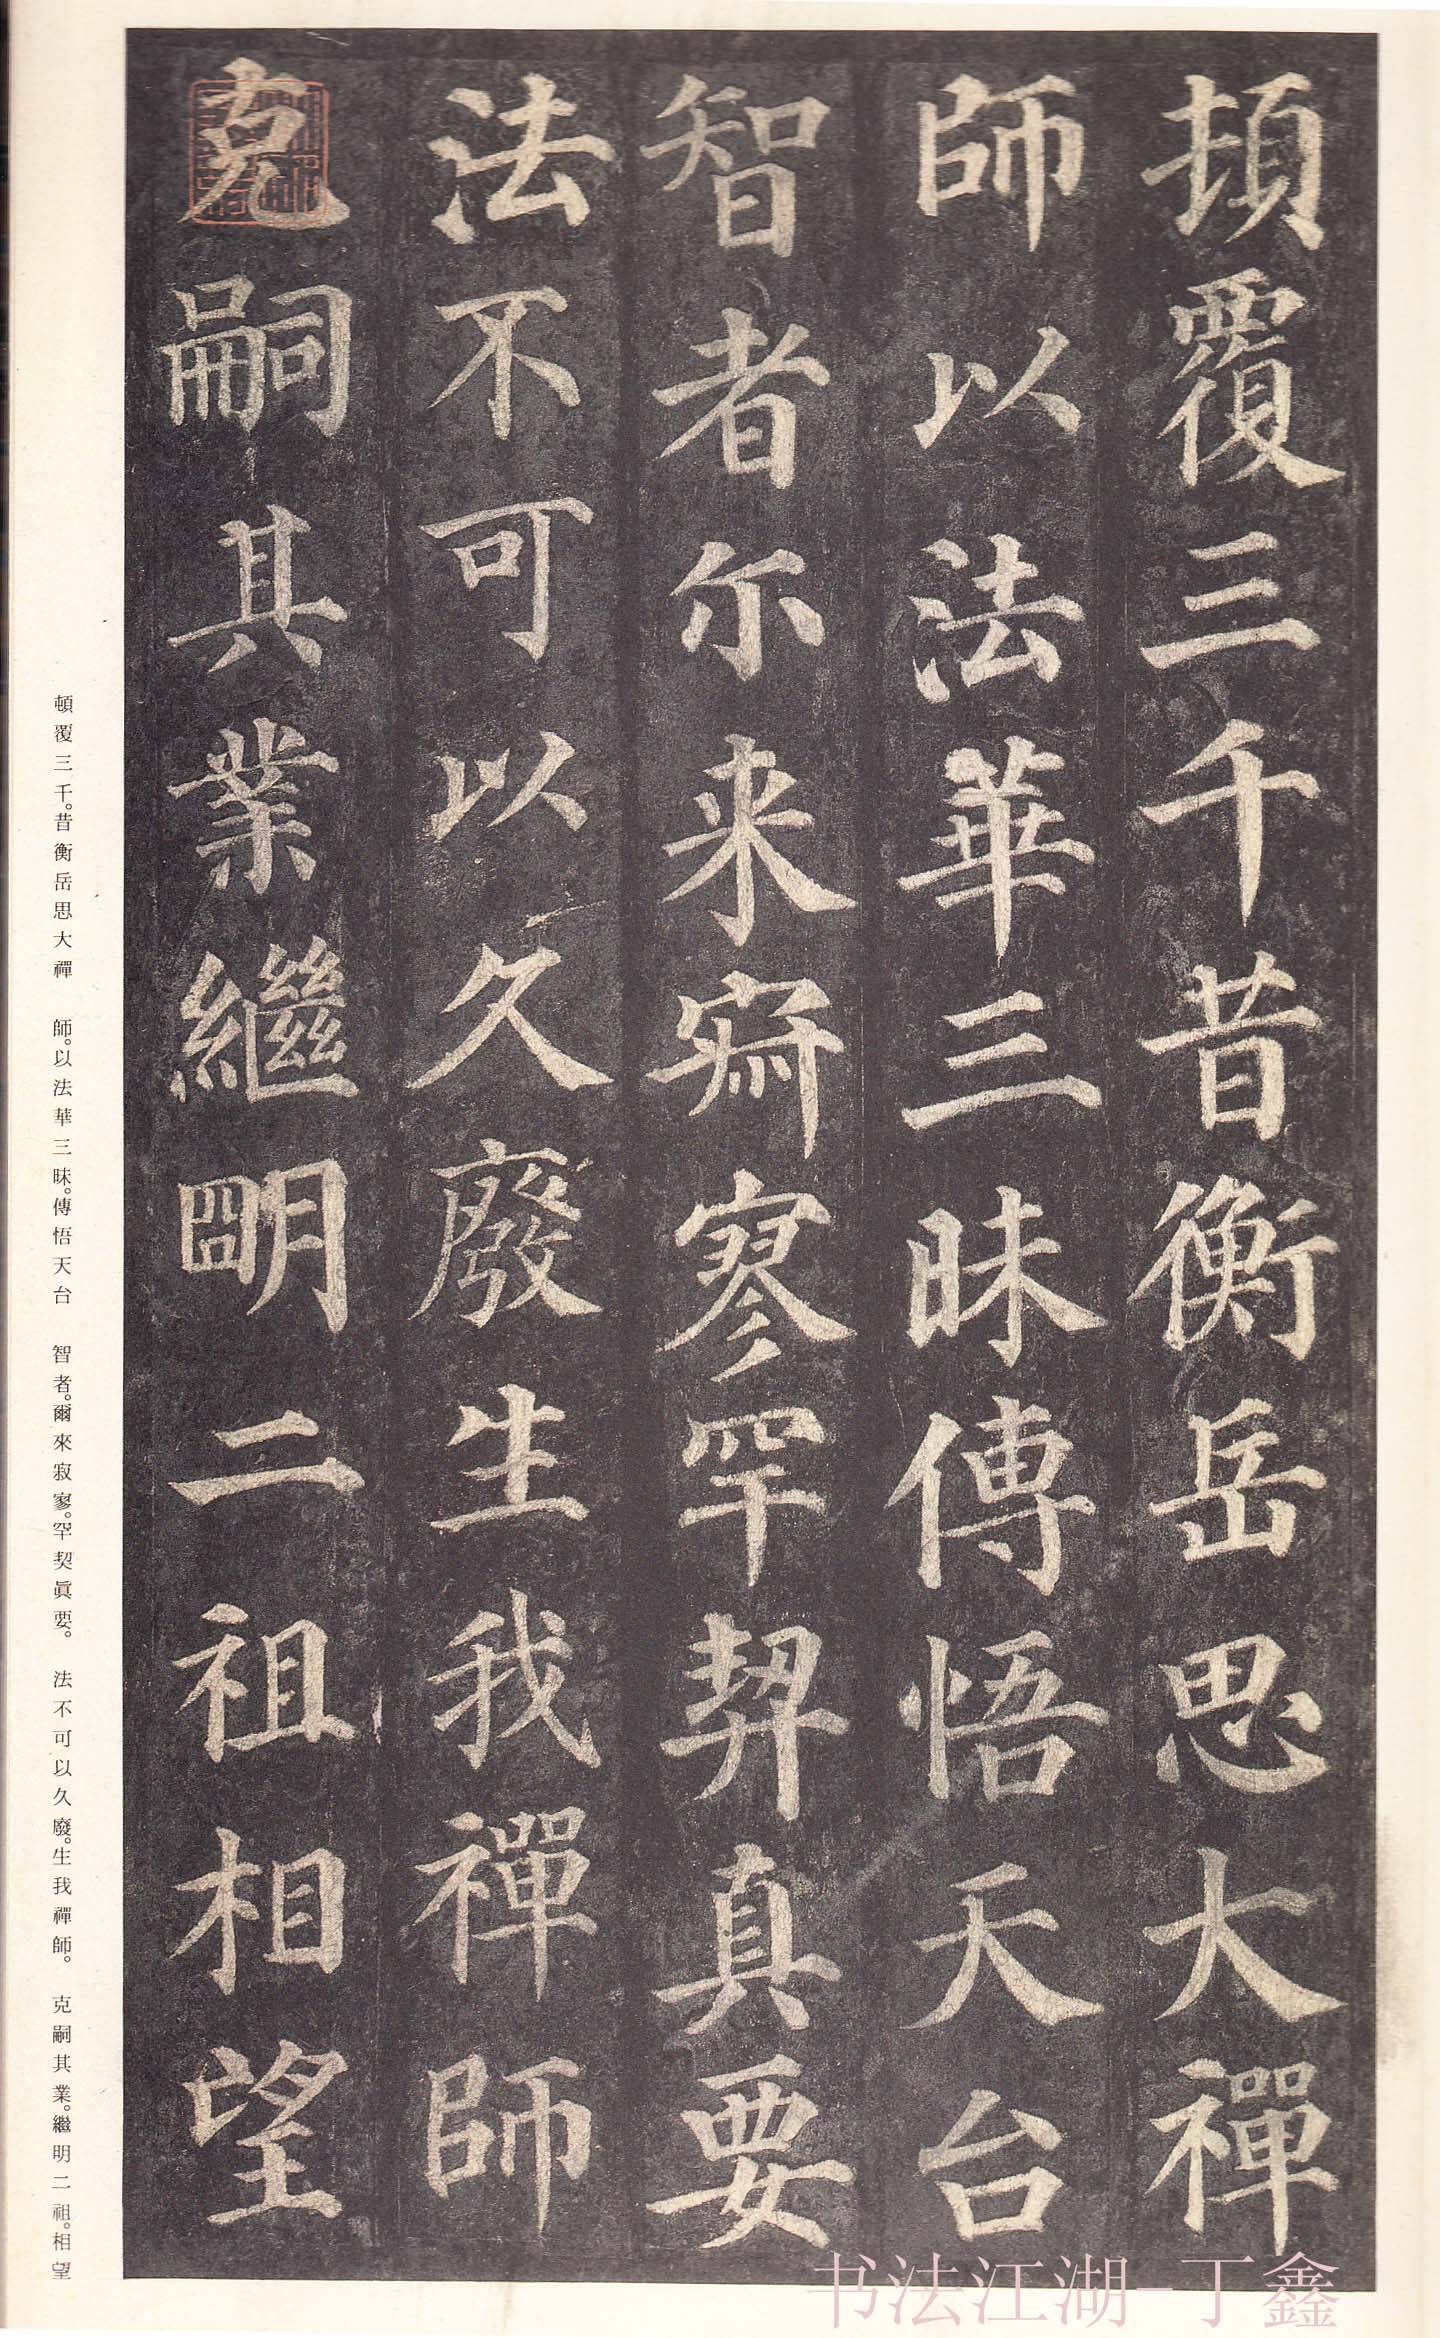 頓覆三千昔衡岳思大禪
師以法華三昧傳悟天台
智者尓来寂寥罕契真要
法不可以久廢生我禪師
克嗣其業繼明二祖相望
頓覆三千。昔衡岳思大禪　師。以法華三昧。傳悟天台　智者。爾來寂寥。罕契眞要。　法不可以久廢。生我禪師。　克嗣其業。繼明二祖。相望
书法江湖-丁鑫